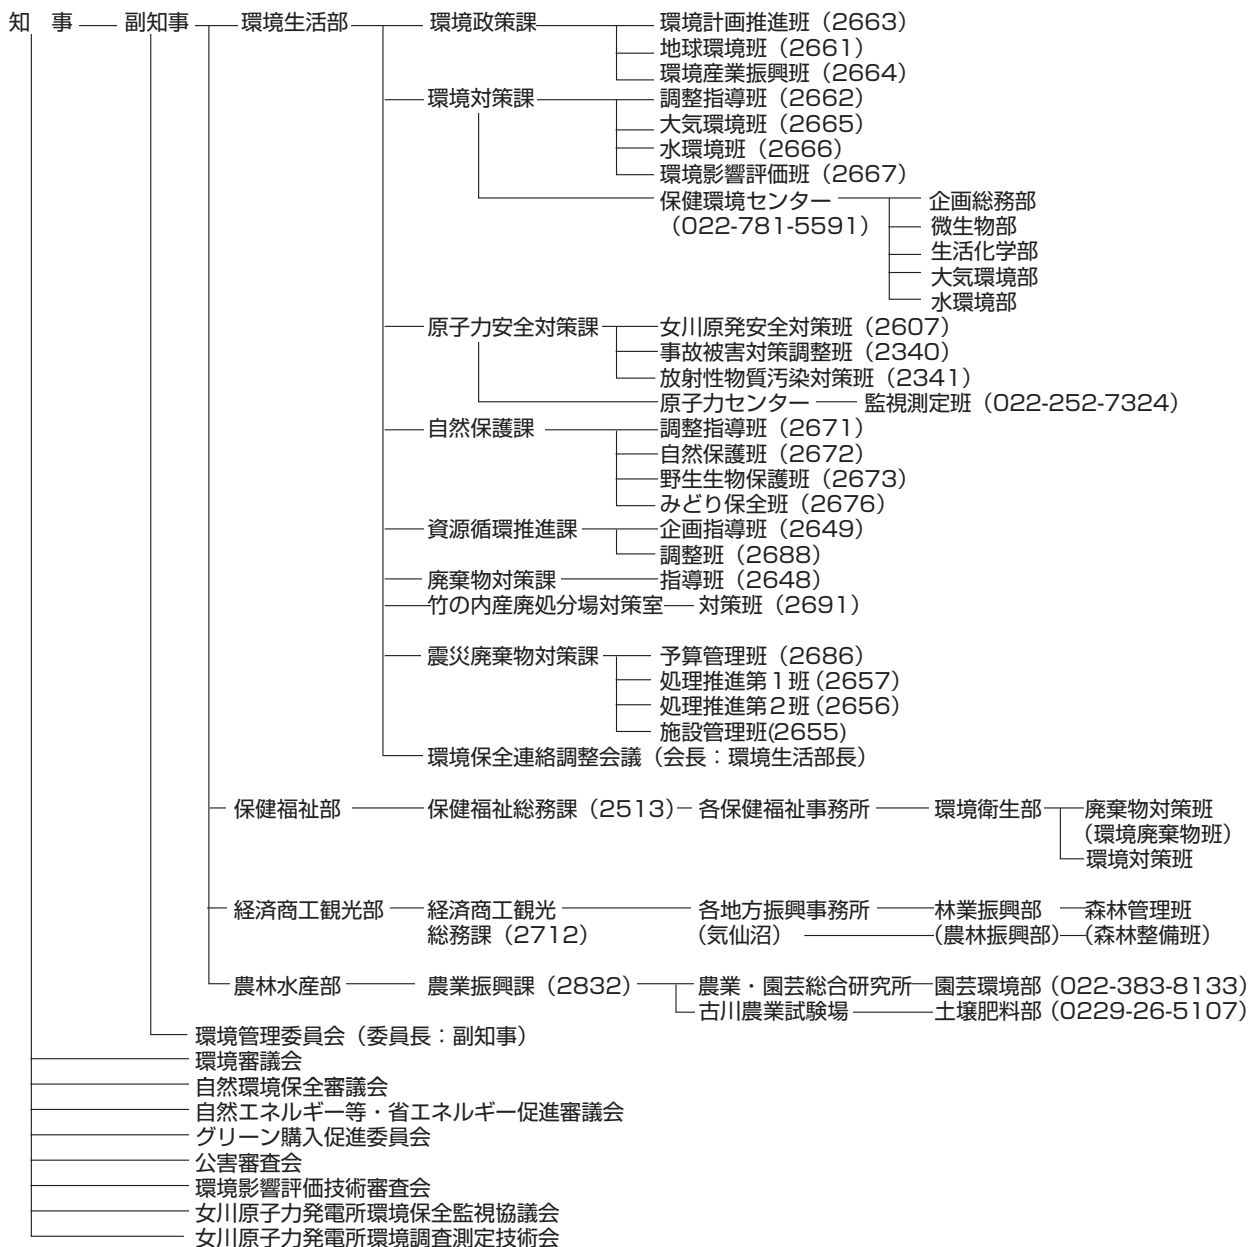 知　事　副知事　環境生活部　環境政策課　環境計画推進班（2663）
地球環境班（2661）
環境産業振興班（2664）
環境対策課　調整指導班（2662）
大気環境班（2665）
水環境班（2666）
環境影響評価班（2667）
保健環境センター　企画総務部
（022-781-5591）　微生物部
生活化学部
大気環境部
水環境部
原子力安全対策課　女川原発安全対策班（2607）
事故被害対策調整班（2340）
放射性物質汚染対策班（2341）
原子力センター　監視測定班（022-252-7324）
自然保護課　調整指導班（2671）
自然保護班（2672）
野生生物保護班（2673）
みどり保全班（2676）
資源循環推進課　企画指導班（2649）
調整班（2688）
廃棄物対策課　指導班（2648）
竹の内産廃処分場対策室　対策班（2691）
震災廃棄物対策課　予算管理班（2686）
処理推進第１班（2657）
処理推進第２班（2656）
施設管理班(2655)
環境保全連絡調整会議（会長：環境生活部長）
保健福祉部　保健福祉総務課（2513）　各保健福祉事務所　環境衛生部　廃棄物対策班
（環境廃棄物班）
環境対策班
経済商工観光部　経済商工観光　各地方振興事務所　林業振興部　森林管理班
総務課（2712）　（気仙沼）　（農林振興部）　（森林整備班）
農林水産部　農業振興課（2832）　農業・園芸総合研究所　園芸環境部（022-383-8133）
古川農業試験場　土壌肥料部（0229-26-5107）
環境管理委員会（委員長：副知事）
環境審議会
自然環境保全審議会
自然エネルギー等・省エネルギー促進審議会
グリーン購入促進委員会
公害審査会
環境影響評価技術審査会
女川原子力発電所環境保全監視協議会
女川原子力発電所環境調査測定技術会